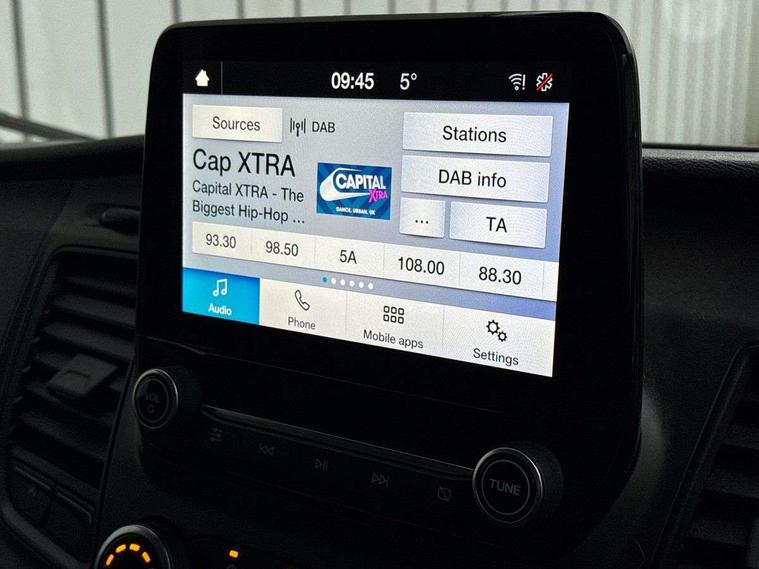 09:45 5°
Sources DAB
Stations
Cap XTRA
Capital XTRA - The
Biggest Hip-Hop ...
CAPITAL
XTRA
DANCE. URBAN. UK
DAB info
... TA
93.30 98.50 5A 108.00 88.30
Audio Phone Mobile apps Settings
VOL
TUNE